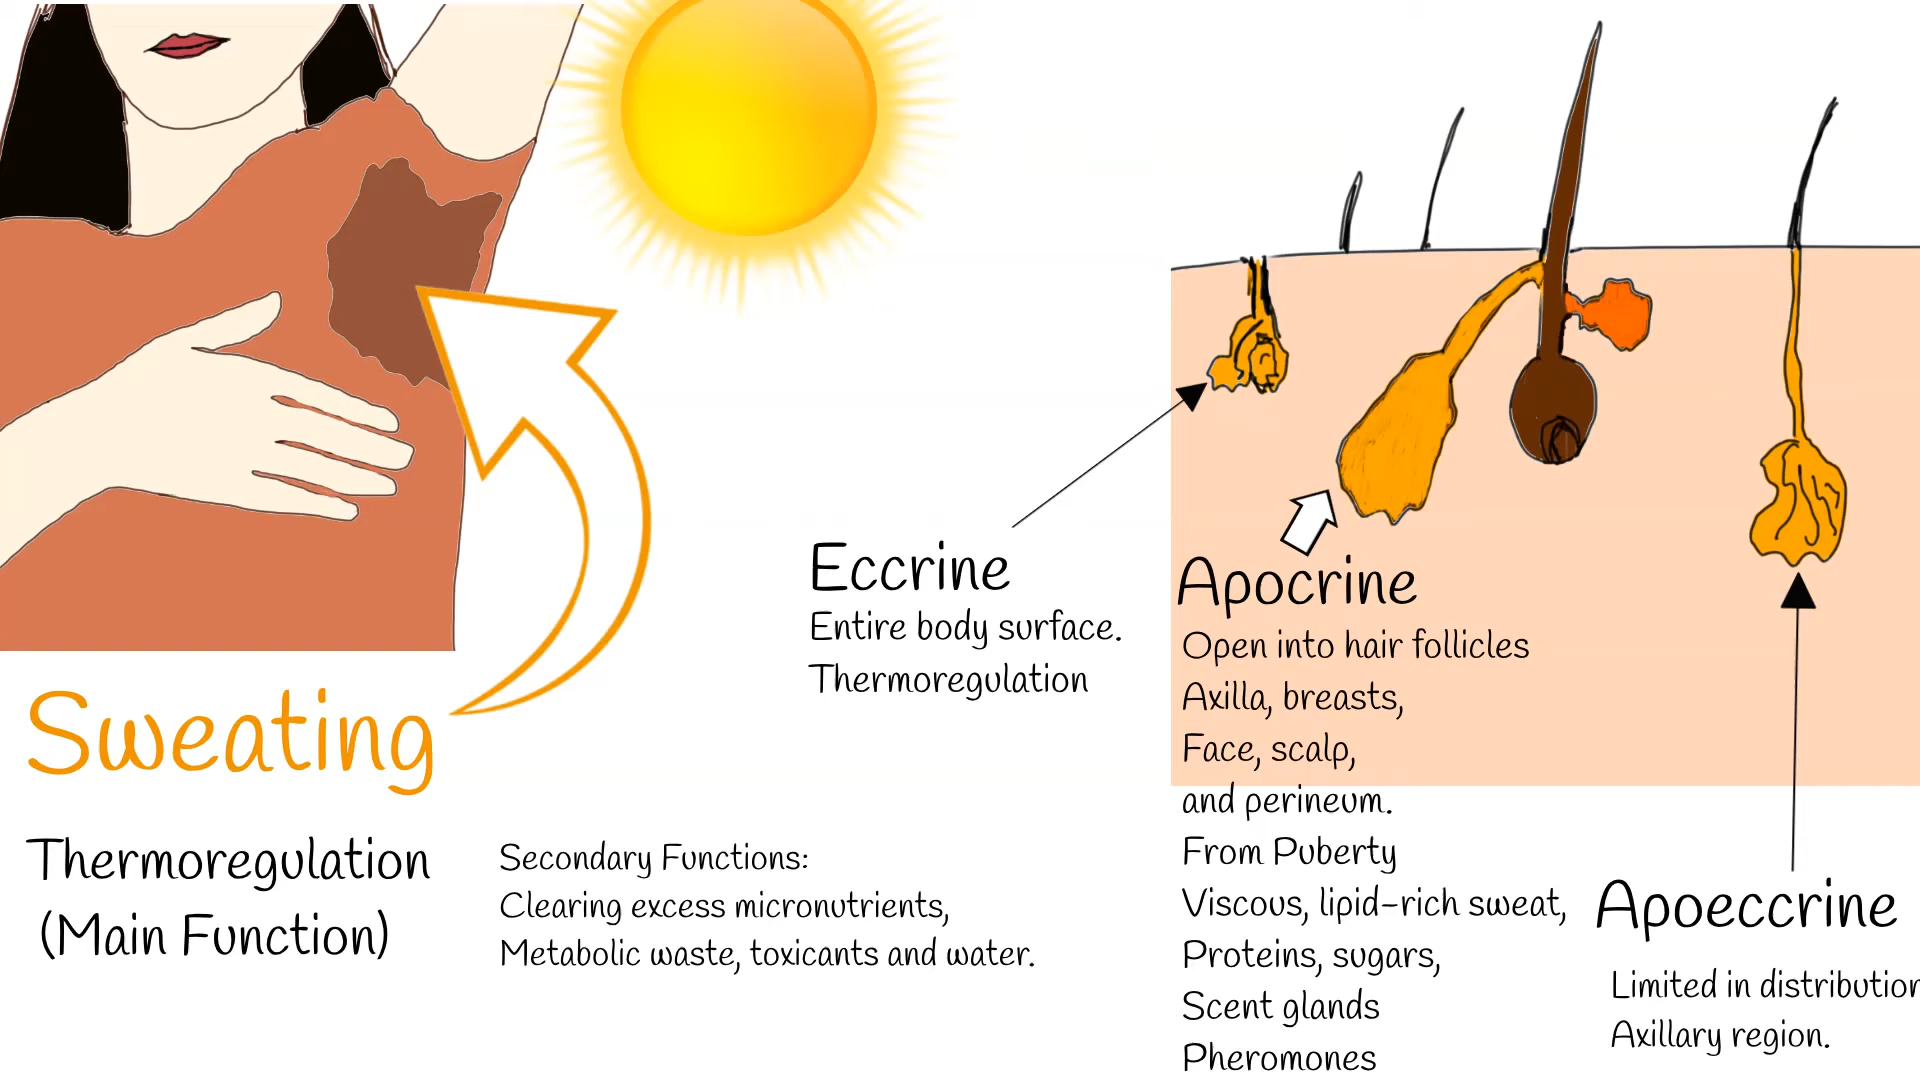 Sweating
Thermoregulation
(Main Function)
Secondary Functions:
Clearing excess micronutrients,
Metabolic waste, toxicants and water.
Eccrine
Entire body surface.
Thermoregulation
Apocrine
Open into hair follicles
Axilla, breasts,
Face, scalp,
and perineum.
From Puberty
Viscous, lipid-rich sweat,
Proteins, sugars,
Scent glands
Pheromones
Apoeccrine
Limited in distribution
Axillary region.